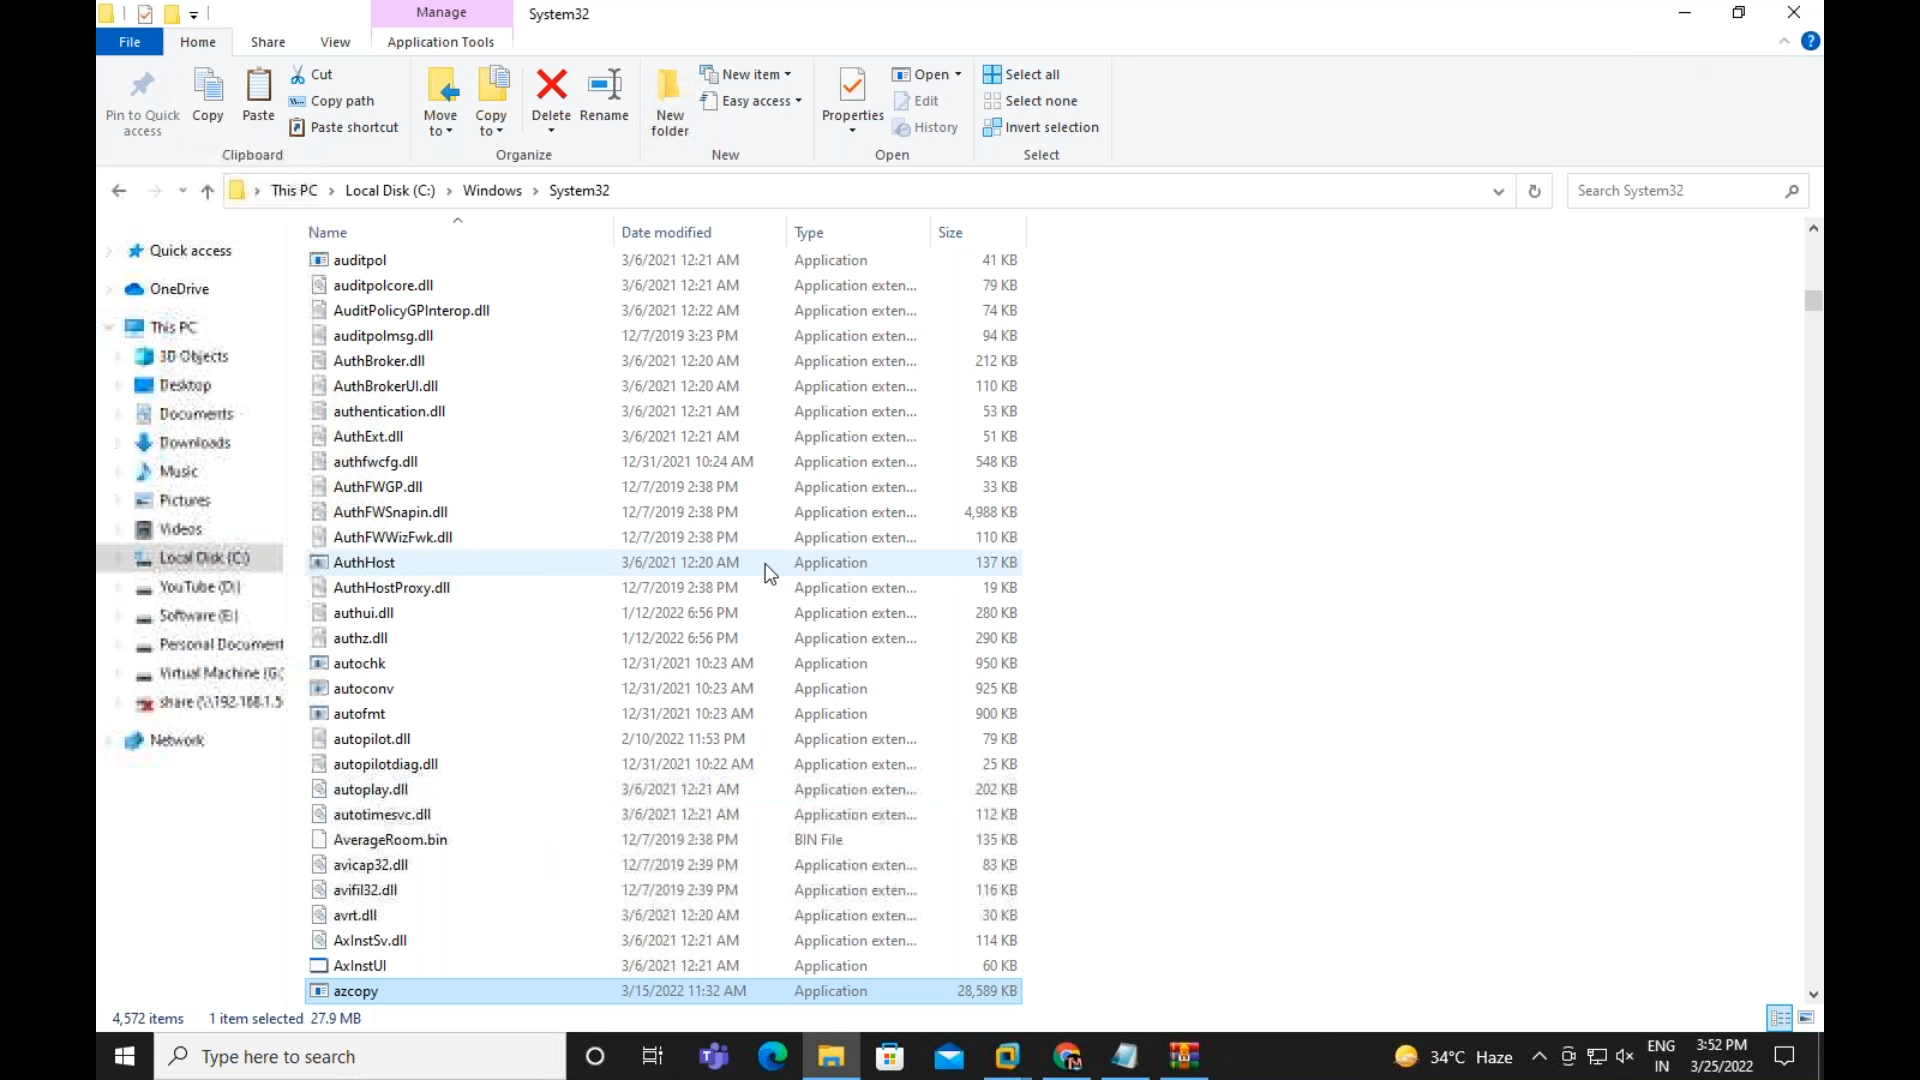 Manage
System32
File
Home
Share
View
Application Tools
Pin to Quick access
Copy
Paste
Cut
Copy path
Paste shortcut
Clipboard
Move to
Copy to
Delete
Rename
Organize
New folder
New item
Easy access
New
Properties
Open
Edit
History
Open
Select all
Select none
Invert selection
Select
This PC > Local Disk (C:) > Windows > System32
Search System32
Quick access
OneDrive
This PC
3D Objects
Desktop
Documents
Downloads
Music
Pictures
Videos
Local Disk (C:)
YouTube (D:)
Software (E:)
Personal Document
Virtual Machine (G:
share (\\192.168.1.5
Network
Name Date modified Type Size
auditpol 3/6/2021 12:21 AM Application 41 KB
auditpolcore.dll 3/6/2021 12:21 AM Application exten... 79 KB
AuditPolicyGPInterop.dll 3/6/2021 12:22 AM Application exten... 74 KB
auditpolmsg.dll 12/7/2019 3:23 PM Application exten... 94 KB
AuthBroker.dll 3/6/2021 12:20 AM Application exten... 212 KB
AuthBrokerUI.dll 3/6/2021 12:20 AM Application exten... 110 KB
authentication.dll 3/6/2021 12:21 AM Application exten... 53 KB
AuthExt.dll 3/6/2021 12:21 AM Application exten... 51 KB
authfwcfg.dll 12/31/2021 10:24 AM Application exten... 548 KB
AuthFWGP.dll 12/7/2019 2:38 PM Application exten... 33 KB
AuthFWSnapin.dll 12/7/2019 2:38 PM Application exten... 4,988 KB
AuthFWWizFwk.dll 12/7/2019 2:38 PM Application exten... 110 KB
AuthHost 3/6/2021 12:20 AM Application 137 KB
AuthHostProxy.dll 12/7/2019 2:38 PM Application exten... 19 KB
authui.dll 1/12/2022 6:56 PM Application exten... 280 KB
authz.dll 1/12/2022 6:56 PM Application exten... 290 KB
autochk 12/31/2021 10:23 AM Application 950 KB
autoconv 12/31/2021 10:23 AM Application 925 KB
autofmt 12/31/2021 10:23 AM Application 900 KB
autopilot.dll 2/10/2022 11:53 PM Application exten... 79 KB
autopilotdiag.dll 12/31/2021 10:22 AM Application exten... 25 KB
autoplay.dll 3/6/2021 12:21 AM Application exten... 202 KB
autotimesvc.dll 3/6/2021 12:21 AM Application exten... 112 KB
AverageRoom.bin 12/7/2019 2:38 PM BIN File 135 KB
avicap32.dll 12/7/2019 2:39 PM Application exten... 83 KB
avifil32.dll 12/7/2019 2:39 PM Application exten... 116 KB
avrt.dll 3/6/2021 12:20 AM Application exten... 30 KB
AxInstSv.dll 3/6/2021 12:21 AM Application exten... 114 KB
AxInstUI 3/6/2021 12:21 AM Application 60 KB
azcopy 3/15/2022 11:32 AM Application 28,589 KB
4,572 items 1 item selected 27.9 MB
Type here to search
34°C Haze
ENG
IN
3:52 PM
3/25/2022